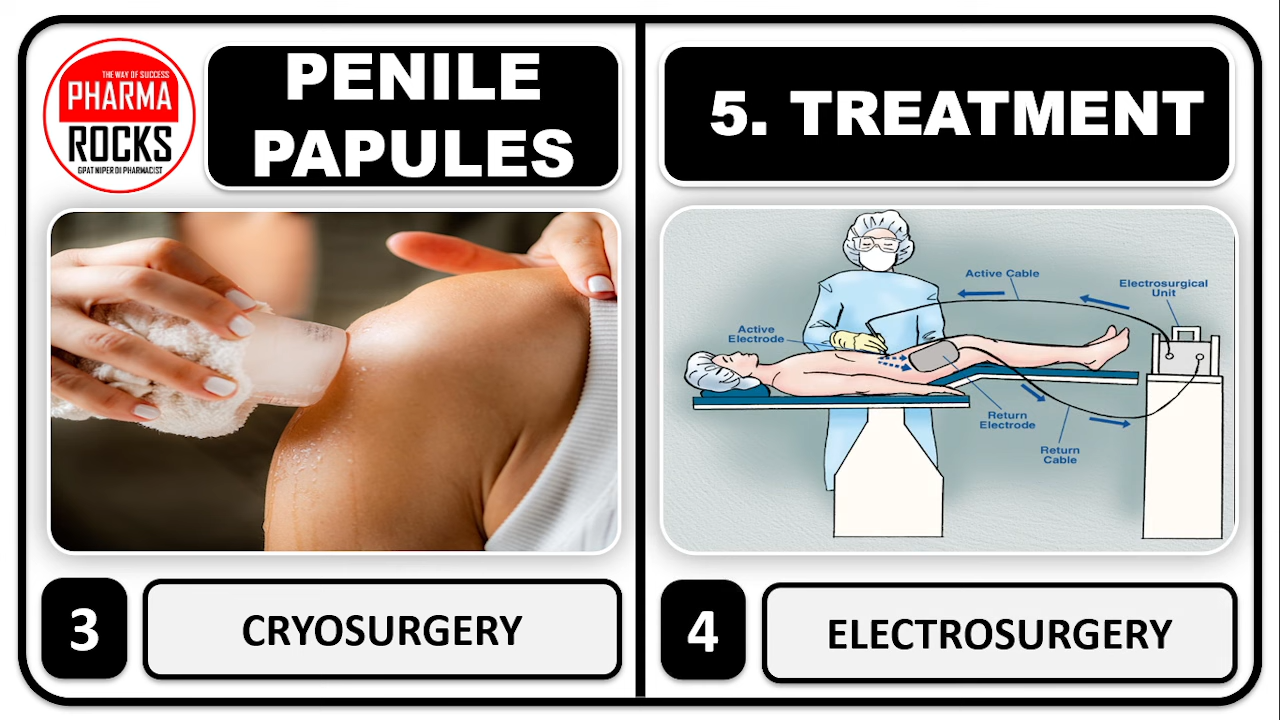 THE WAY OF SUCCESS
PHARMA
ROCKS
GPAT NIPER DI PHARMACIST
PENILE
PAPULES
5. TREATMENT
Active Cable
Electrosurgical
Unit
Active
Electrode
Return
Electrode
Return
Cable
3
CRYOSURGERY
4
ELECTROSURGERY